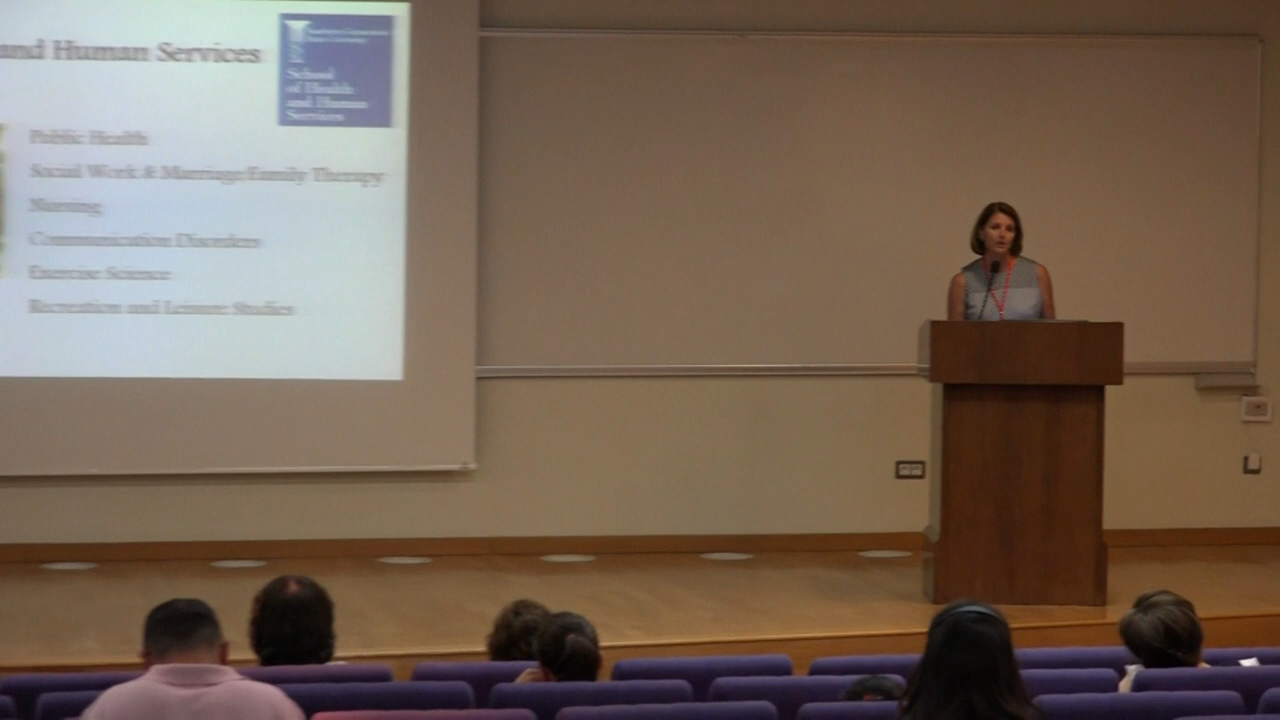 and Human Services
School
of Health
and Human
Services
Public Health
Social Work & Marriage/Family Therapy
Nursing
Communication Disorders
Exercise Science
Recreation and Leisure Studies